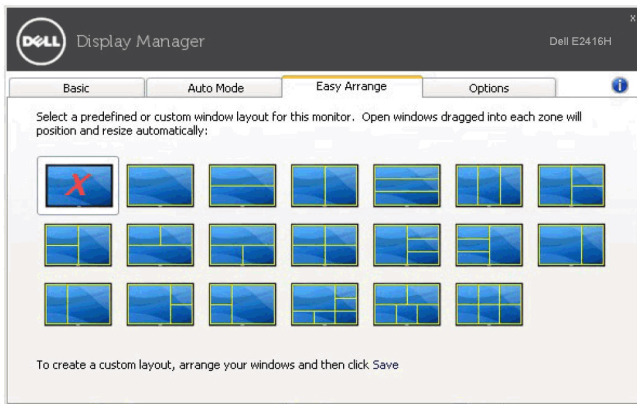 x
DELL Display Manager
Dell E2416H
Basic Auto Mode Easy Arrange Options i
Select a predefined or custom window layout for this monitor. Open windows dragged into each zone will
position and resize automatically:
X
To create a custom layout, arrange your windows and then click Save